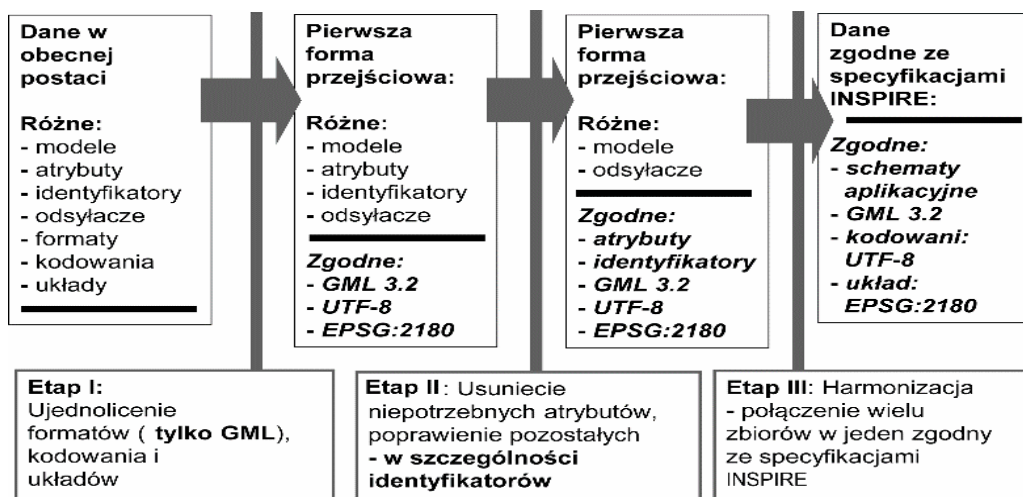 Dane w
obecnej
postaci
Różne:
- modele
- atrybuty
- identyfikatory
- odsyłacze
- formaty
- kodowania
- układy
Pierwsza
forma
przejściowa:
Różne:
- modele
- atrybuty
- identyfikatory
- odsyłacze
Zgodne:
- GML 3.2
- UTF-8
- EPSG:2180
Pierwsza
forma
przejściowa:
Różne:
- modele
- odsyłacze
Zgodne:
- atrybuty
- identyfikatory
- GML 3.2
- UTF-8
- EPSG:2180
Dane
zgodne ze
specyfikacjami
INSPIRE:
Zgodne:
- schematy
aplikacyjne
- GML 3.2
- kodowani:
UTF-8
- układ:
EPSG:2180
Etap I:
Ujednolicenie
formatów ( tylko GML),
kodowania i
układów
Etap II: Usuniecie
niepotrzebnych atrybutów,
poprawienie pozostałych
- w szczególności
identyfikatorów
Etap III: Harmonizacja
- połączenie wielu
zbiorów w jeden zgodny
ze specyfikacjami
INSPIRE